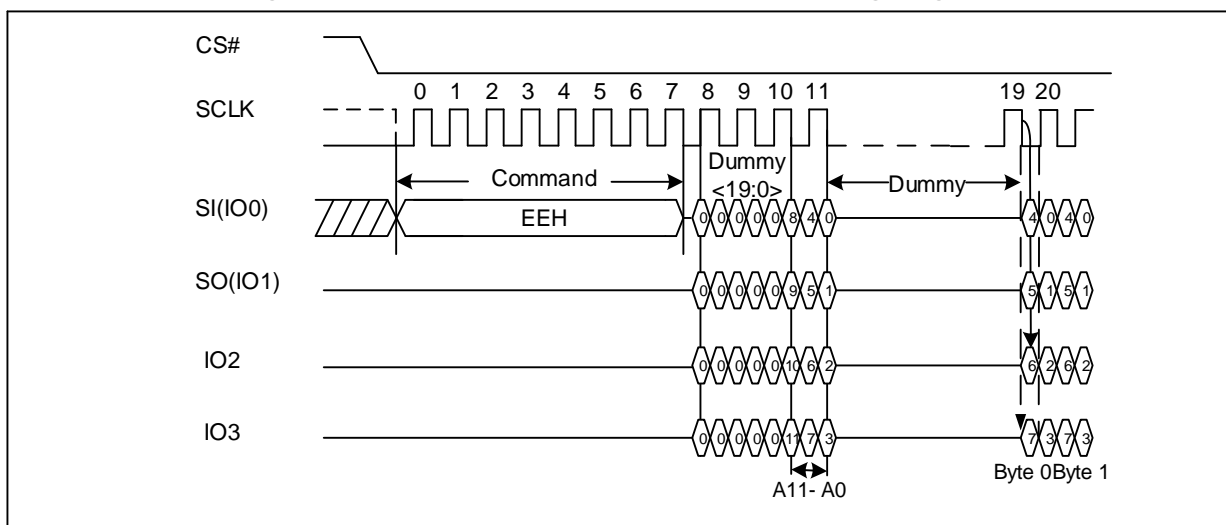 CS#
0 1 2 3 4 5 6 7 8 9 10 11 19 20
SCLK
Dummy
Command Dummy
<19:0>
SI(IO0) EEH 0 0 0 0 0 8 4 0 4 0 4 0
SO(IO1) 0 0 0 0 0 9 5 1 5 1 5 1
IO2 0 0 0 0 0 10 6 2 6 2 6 2
IO3 0 0 0 0 0 11 7 3 7 3 7 3
Byte 0Byte 1
A11- A0